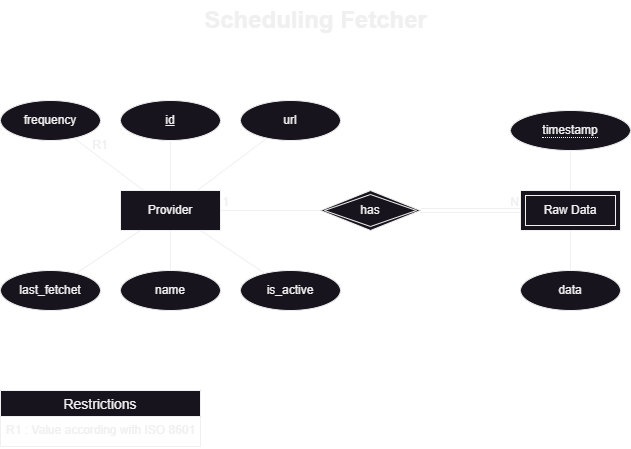 Scheduling Fetcher
frequency
id
url
timestamp
R1
Provider
1
has
N
Raw Data
last_fetchet
name
is_active
data
Restrictions
R1 : Value according with ISO 8601